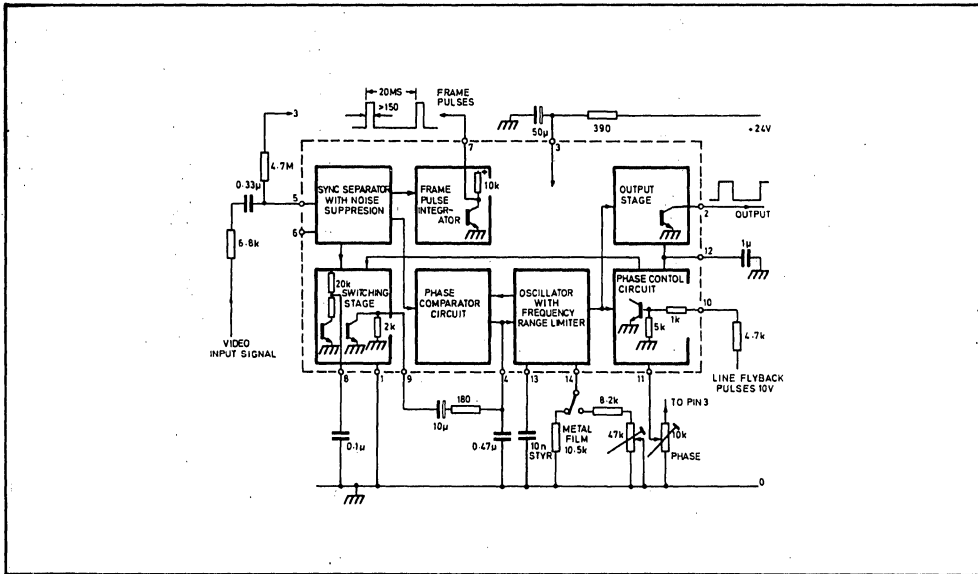 20MS
>150
FRAME
PULSES
3
50μ
390
+24V
7
3
4.7M
0.33μ
5
6
6.8k
SYNC SEPARATOR
WITH NOISE
SUPPRESION
FRAME
PULSE
INTEGR-
ATOR
+
10k
OUTPUT
STAGE
2
OUTPUT
12
1μ
20k
SWITCHING
STAGE
2k
PHASE
COMPARATOR
CIRCUIT
OSCILLATOR
WITH
FREQUENCY
RANGE LIMITER
PHASE CONTOL
CIRCUIT
5k
1k
10
4.7k
VIDEO
INPUT SIGNAL
LINE FLYBACK
PULSES 10V
8
1
9
4
13
14
11
TO PIN 3
10μ
180
8.2k
0.1μ
0.47μ
10n
STYR
METAL
FILM
10.5k
47k
10k
PHASE
0